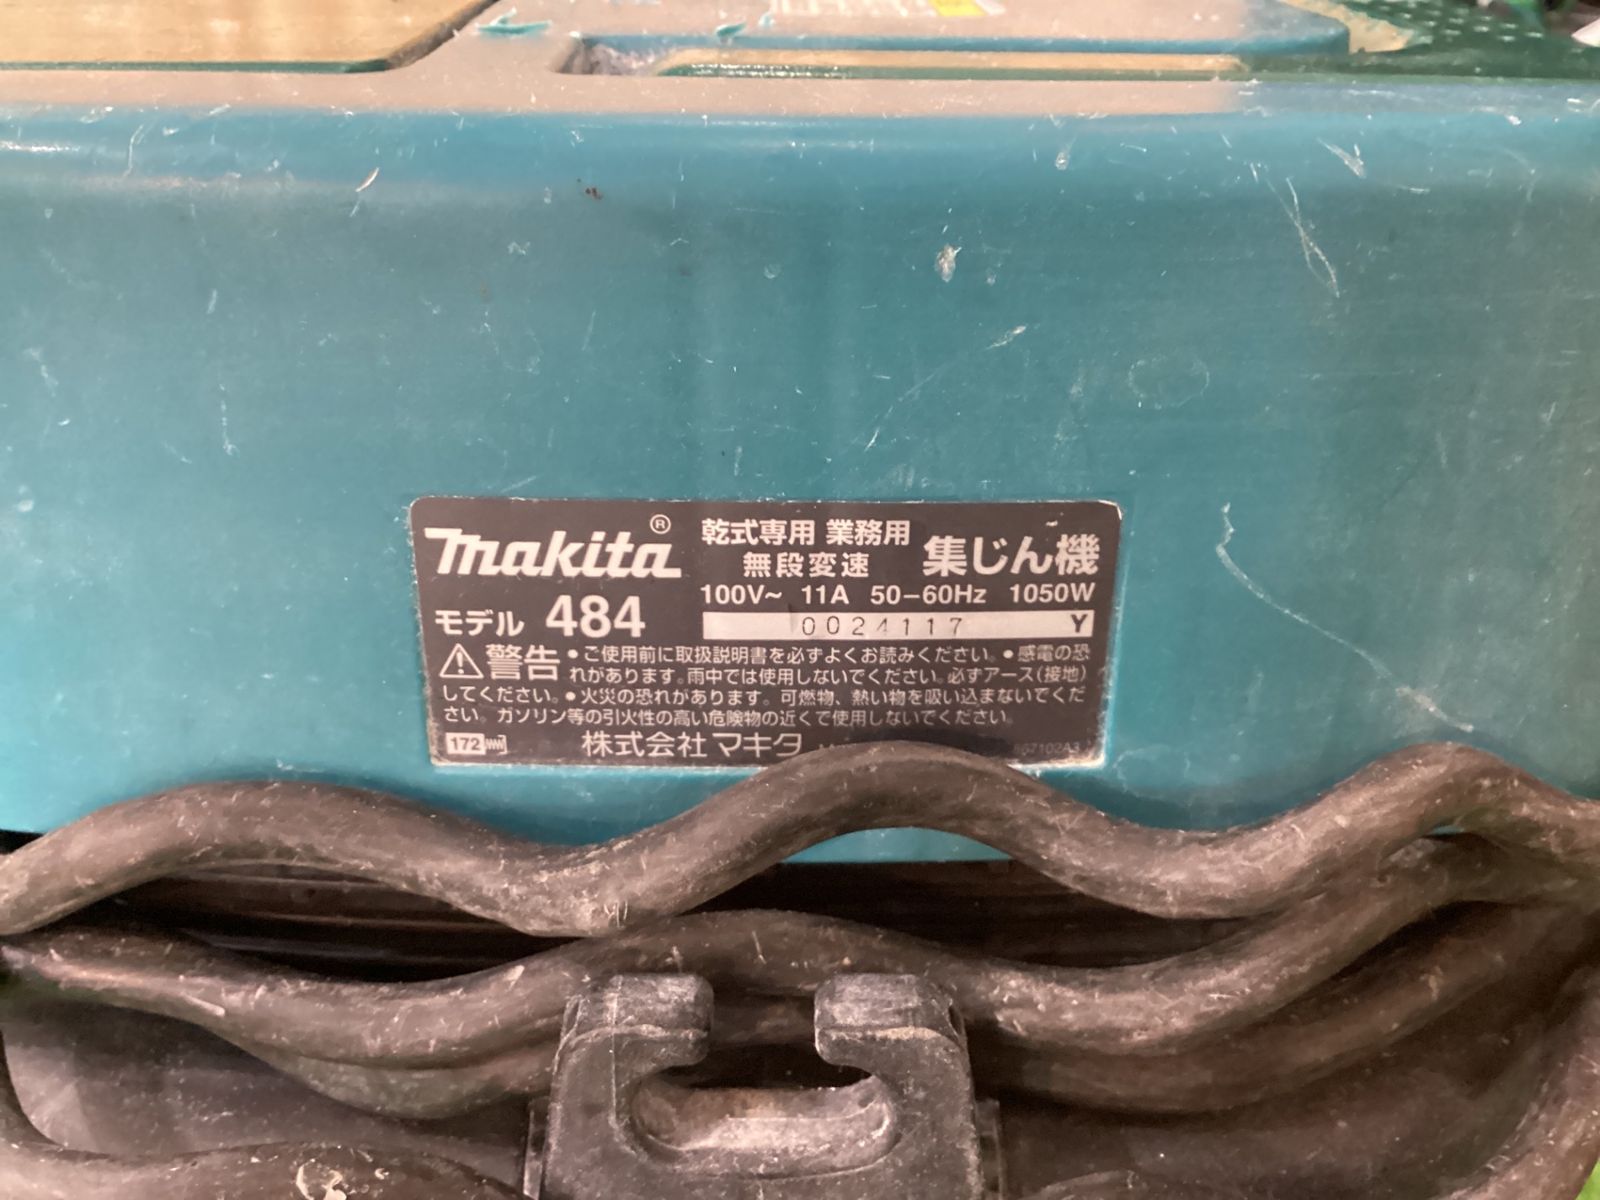 makita® 乾式専用 業務用 集じん機
無段変速
100V~ 11A 50-60Hz 1050W
モデル 484 0024117 Y
⚠警告 ●ご使用前に取扱説明書を必ずよくお読みください。●感電の恐
れがあります。雨中では使用しないでください。必ずアース(接地)
してください。●火災の恐れがあります。可燃物、熱い物を吸い込まないでくだ
さい。ガソリン等の引火性の高い危険物の近くで使用しないでください。
172 株式会社マキタ 867102A3